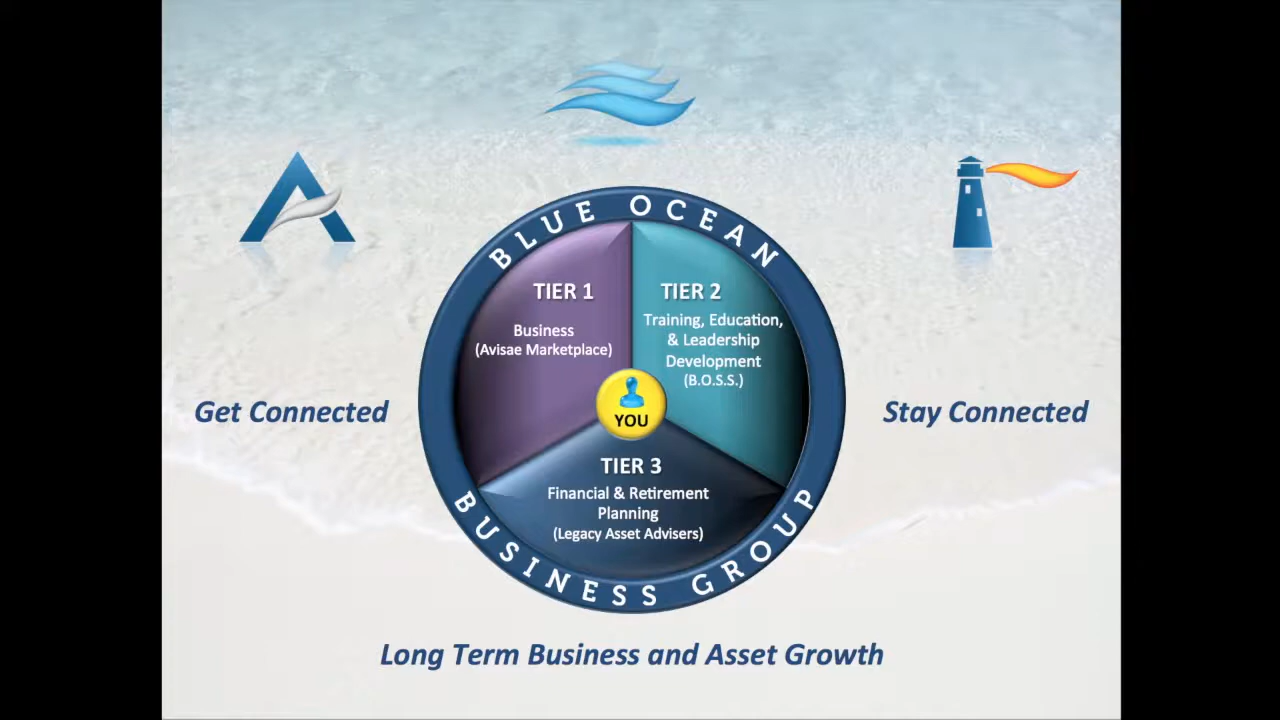 BLUE OCEAN
TIER 1
Business
(Avisae Marketplace)
TIER 2
Training, Education,
& Leadership
Development
(B.O.S.S.)
YOU
Get Connected
Stay Connected
TIER 3
Financial & Retirement
Planning
(Legacy Asset Advisers)
BUSINESS GROUP
Long Term Business and Asset Growth